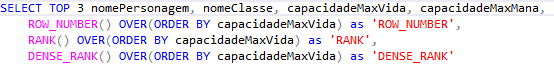 SELECT TOP 3 nomePersonagem, nomeClasse, capacidadeMaxVida, capacidadeMaxMana,
ROW_NUMBER() OVER(ORDER BY capacidadeMaxVida) as 'ROW_NUMBER',
RANK() OVER(ORDER BY capacidadeMaxVida) as 'RANK',
DENSE_RANK() OVER(ORDER BY capacidadeMaxVida) as 'DENSE_RANK'